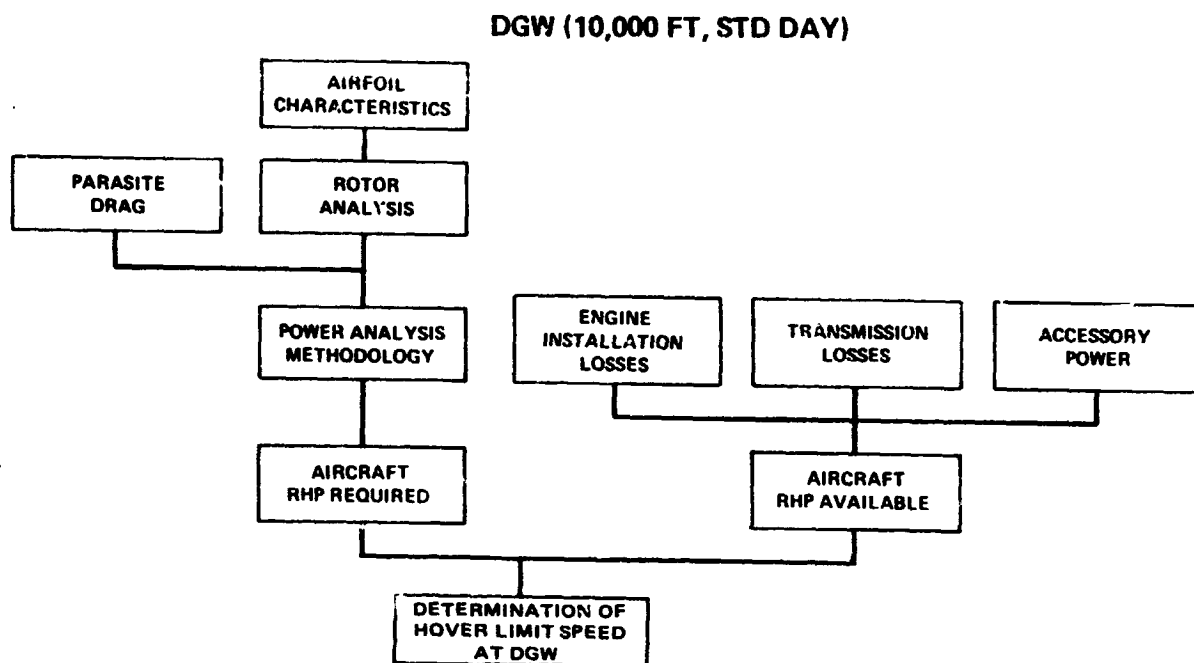 DGW (10,000 FT, STD DAY)
AIRFOIL
CHARACTERISTICS
PARASITE
DRAG
ROTOR
ANALYSIS
POWER ANALYSIS
METHODOLOGY
ENGINE
INSTALLATION
LOSSES
TRANSMISSION
LOSSES
ACCESSORY
POWER
AIRCRAFT
RHP REQUIRED
AIRCRAFT
RHP AVAILABLE
DETERMINATION OF
HOVER LIMIT SPEED
AT DGW